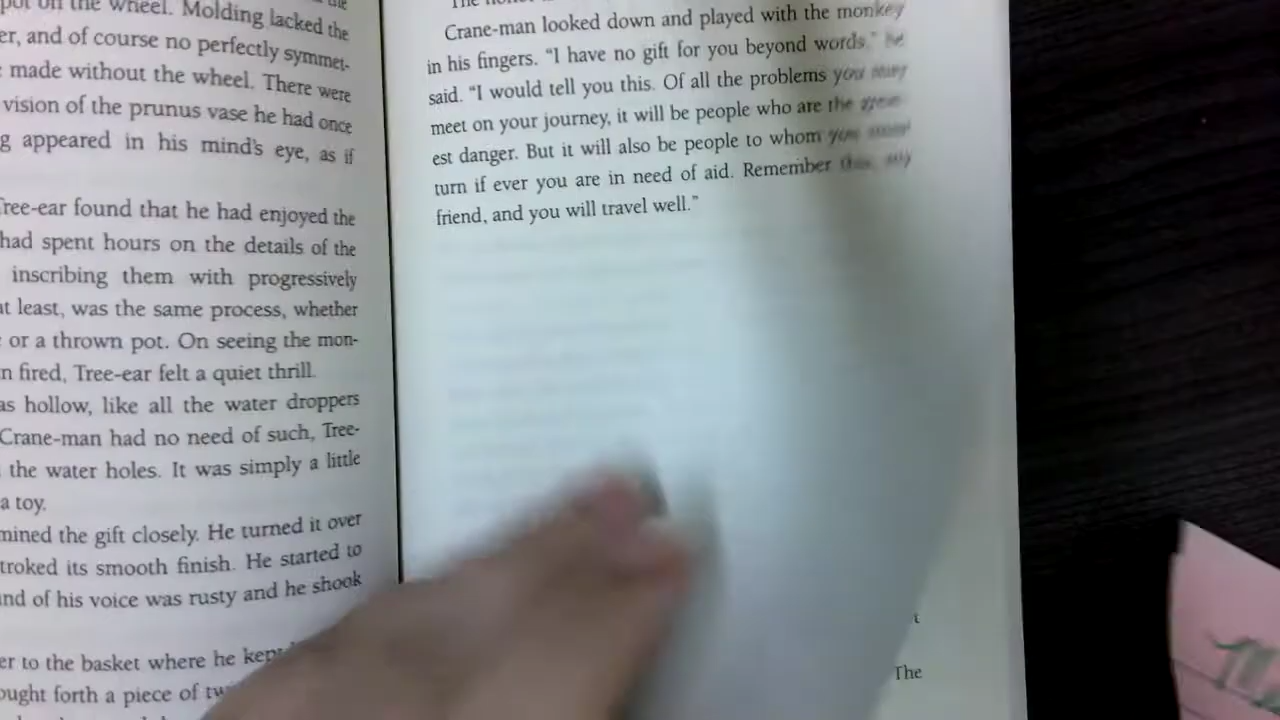 pot on the wheel. Molding lacked the
er, and of course no perfectly symmet-
made without the wheel. There were
vision of the prunus vase he had once
g appeared in his mind's eye, as if
Tree-ear found that he had enjoyed the
had spent hours on the details of the
inscribing them with progressively
at least, was the same process, whether
or a thrown pot. On seeing the mon-
n fired, Tree-ear felt a quiet thrill.
as hollow, like all the water droppers
Crane-man had no need of such, Tree-
the water holes. It was simply a little
a toy.
mined the gift closely. He turned it over
troked its smooth finish. He started to
nd of his voice was rusty and he shook
er to the basket where he kept
ought forth a piece of tw
The
Crane-man looked down and played with the monkey
in his fingers. “I have no gift for you beyond words.” he
said. “I would tell you this. Of all the problems you may
meet on your journey, it will be people who are the great-
est danger. But it will also be people to whom you must
turn if ever you are in need of aid. Remember this, my
friend, and you will travel well.”
t
The